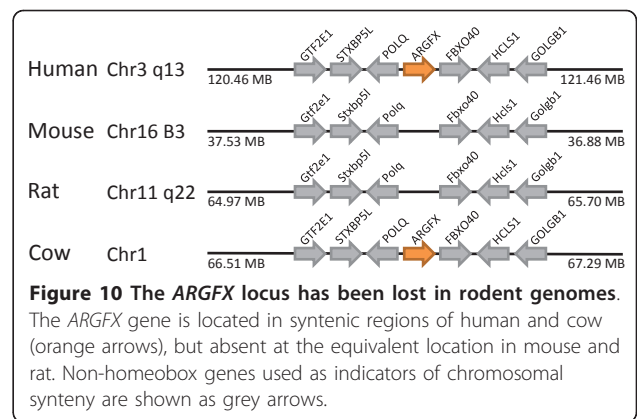 GTF2E1 STXBP5L POLQ ARGFX FBXO40 HCLS1 GOLGB1
Human Chr3 q13
120.46 MB 121.46 MB
Gtf2e1 Stxbp5l Polq Fbxo40 Hcls1 Golgb1
Mouse Chr16 B3
37.53 MB 36.88 MB
Gtf2e1 Stxbp5l Polq Fbxo40 Hcls1 Golgb1
Rat Chr11 q22
64.97 MB 65.70 MB
GTF2E1 STXBP5L POLQ ARGFX FBXO40 HCLS1 GOLGB1
Cow Chr1
66.51 MB 67.29 MB
Figure 10 The ARGFX locus has been lost in rodent genomes.
The ARGFX gene is located in syntenic regions of human and cow
(orange arrows), but absent at the equivalent location in mouse and
rat. Non-homeobox genes used as indicators of chromosomal
synteny are shown as grey arrows.